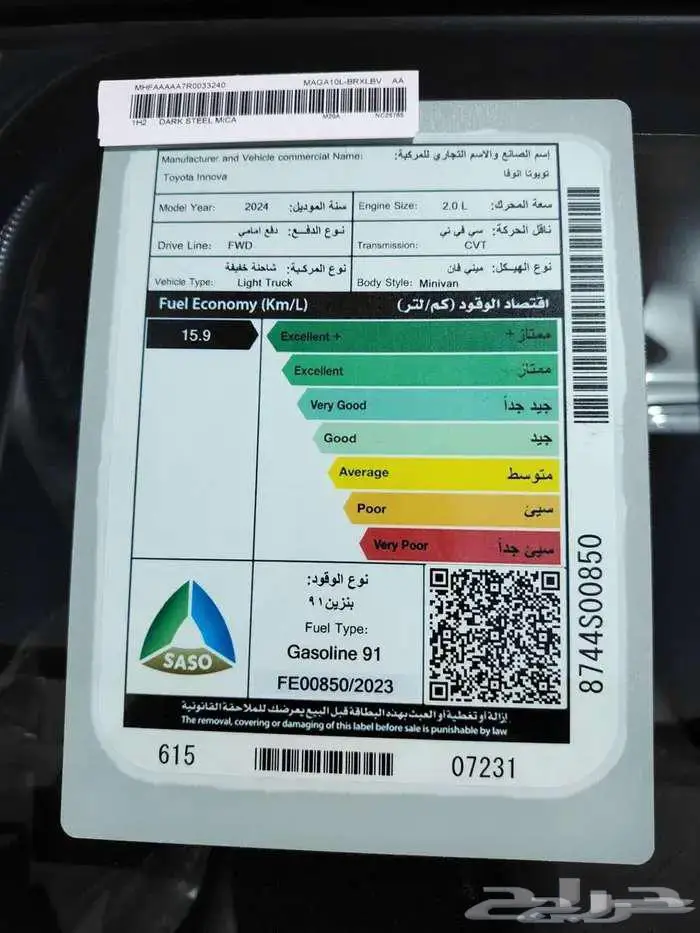 MHFAAAAA7R0033240 MAGA10L-BRXLBV AA
1H2 DARK STEEL MICA M20A NC25785
Manufacturer and Vehicle commercial Name: إسم الصانع والاسم التجاري للمركبة:
Toyota Innova تويوتا انوفا
Model Year: 2024 سنة الموديل: Engine Size: 2.0 L سعة المحرك:
نوع الدفع: دفع امامي
Drive Line: FWD
ناقل الحركة: سي في تي
Transmission: CVT
نوع المركبة: شاحنة خفيفة
Vehicle Type: Light Truck
نوع الهيكل: ميني فان
Body Style: Minivan
Fuel Economy (Km/L) اقتصاد الوقود (كم/لتر)
15.9
Excellent + ممتاز +
Excellent ممتاز
Very Good جيد جداً
Good جيد
Average متوسط
Poor سيئ
Very Poor سيئ جداً
SASO
نوع الوقود:
بنزين ٩١
Fuel Type:
Gasoline 91
FE00850/2023
إزالة أو تغطية أو العبث بهذه البطاقة قبل البيع يعرضك للملاحقة القانونية
The removal, covering or damaging of this label before sale is punishable by law
615 07231
8744S00850
حراج